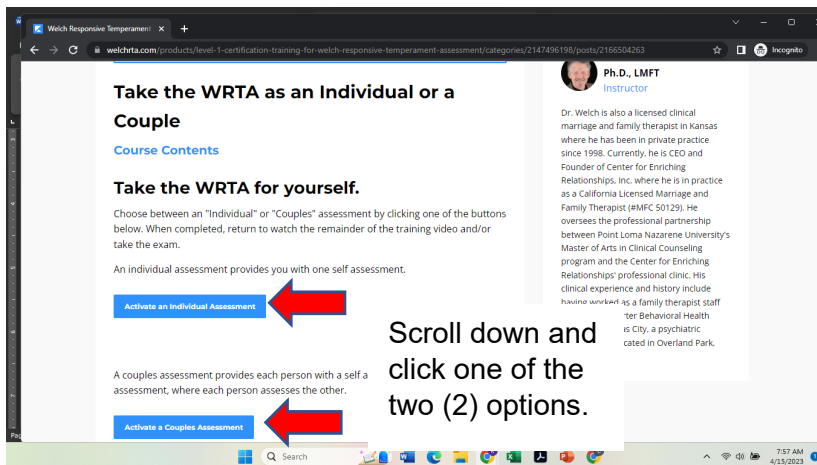 Welch Responsive Temperament
welchrta.com/products/level-1-certification-training-for-welch-responsive-temperament-assessment/categories/2147496198/posts/2166504263
Incognito
Take the WRTA as an Individual or a
Couple
Course Contents
Take the WRTA for yourself.
Choose between an "Individual" or "Couples" assessment by clicking one of the buttons
below. When completed, return to watch the remainder of the training video and/or
take the exam.
An individual assessment provides you with one self assessment.
Activate an Individual Assessment
A couples assessment provides each person with a self a
assessment, where each person assesses the other.
Activate a Couples Assessment
Ph.D., LMFT
Instructor
Dr. Welch is also a licensed clinical
marriage and family therapist in Kansas
where he has been in private practice
since 1998. Currently, he is CEO and
Founder of Center for Enriching
Relationships, Inc. where he is in practice
as a California Licensed Marriage and
Family Therapist (#MFC 50129). He
oversees the professional partnership
between Point Loma Nazarene University's
Master of Arts in Clinical Counseling
program and the Center for Enriching
Relationships' professional clinic. His
clinical experience and history include
having worked as a family therapist staff
rter Behavioral Health
as City, a psychiatric
cated in Overland Park,
Scroll down and
click one of the
two (2) options.
Pag
Search
7:57 AM
4/15/2023